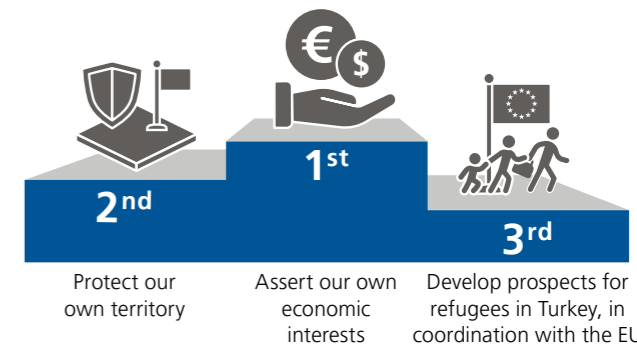 €
$
1st
2nd
3rd
Protect our
own territory
Assert our own
economic
interests
Develop prospects for
refugees in Turkey, in
coordination with the EU